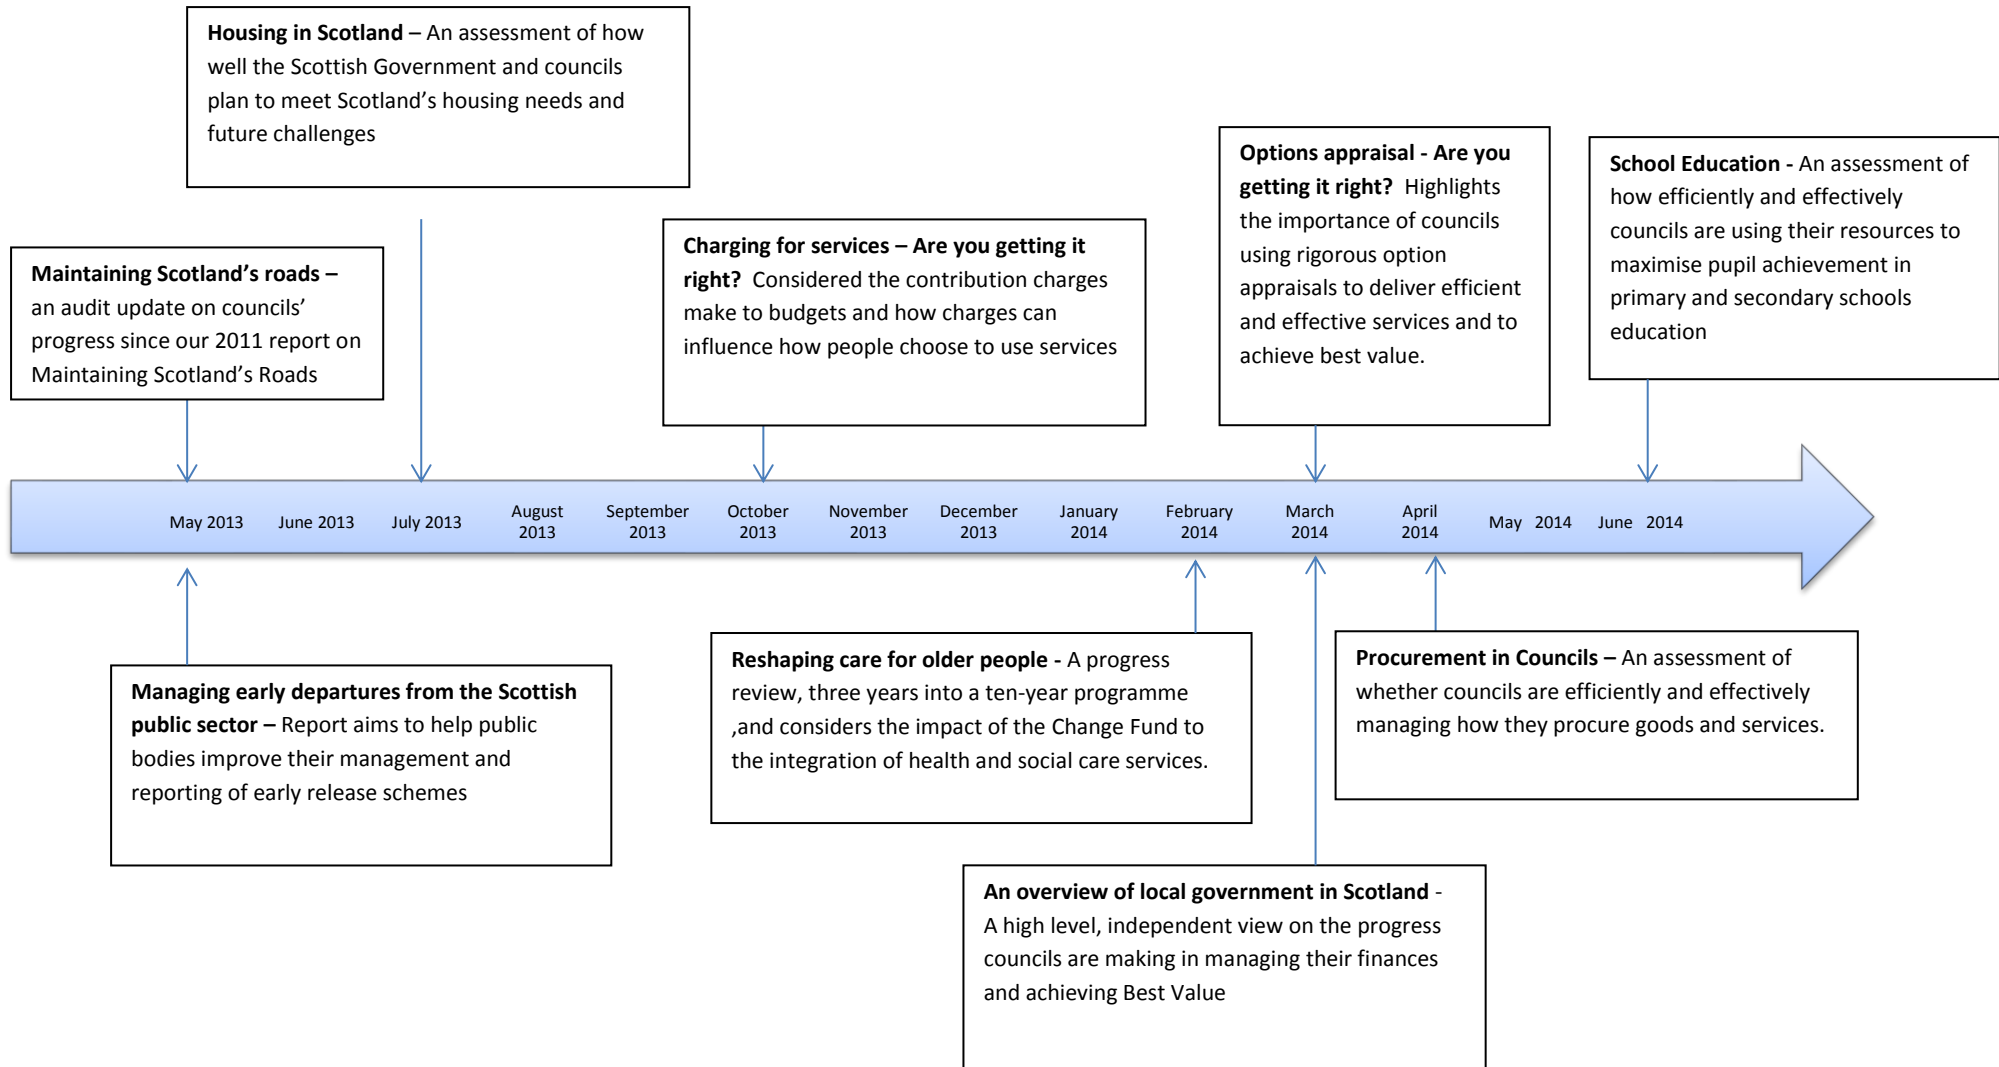 Housing in Scotland – An assessment of how
well the Scottish Government and councils
plan to meet Scotland’s housing needs and
future challenges
Maintaining Scotland’s roads –
an audit update on councils’
progress since our 2011 report on
Maintaining Scotland’s Roads
Charging for services – Are you getting it
right?  Considered the contribution charges
make to budgets and how charges can
influence how people choose to use services
Options appraisal - Are you
getting it right?  Highlights
the importance of councils
using rigorous option
appraisals to deliver efficient
and effective services and to
achieve best value.
School Education - An assessment of
how efficiently and effectively
councils are using their resources to
maximise pupil achievement in
primary and secondary schools
education
May 2013
June 2013
July 2013
August
2013
September
2013
October
2013
November
2013
December
2013
January
2014
February
2014
March
2014
April
2014
May   2014
June   2014
Managing early departures from the Scottish
public sector – Report aims to help public
bodies improve their management and
reporting of early release schemes
Reshaping care for older people - A progress
review, three years into a ten-year programme
,and considers the impact of the Change Fund to
the integration of health and social care services.
Procurement in Councils – An assessment of
whether councils are efficiently and effectively
managing how they procure goods and services.
An overview of local government in Scotland -
A high level, independent view on the progress
councils are making in managing their finances
and achieving Best Value